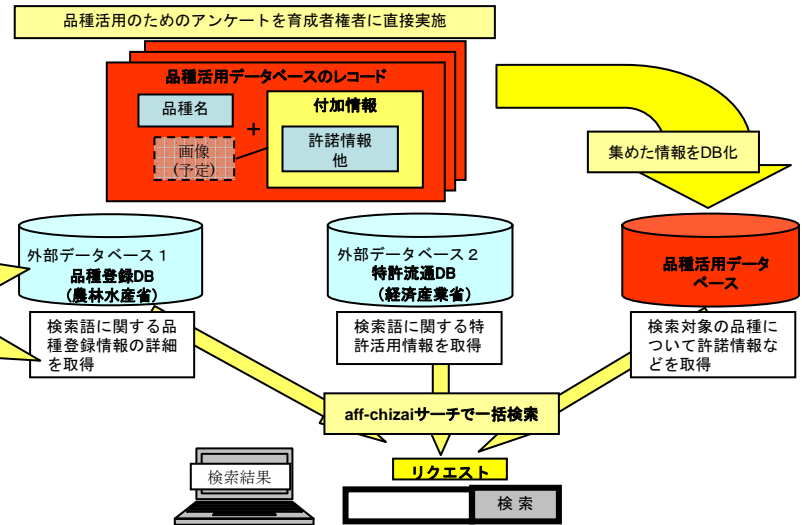 品種活用のためのアンケートを育成者権者に直接実施
品種活用データベースのレコード
品種名
+
画像
(予定)
付加情報
許諾情報
他
集めた情報をDB化
外部データベース1
品種登録DB
(農林水産省)
外部データベース2
特許流通DB
(経済産業省)
品種活用データ
ベース
検索語に関する品
種登録情報の詳細
を取得
検索語に関する特
許活用情報を取得
検索対象の品種に
ついて許諾情報な
どを取得
aff-chizaiサーチで一括検索
リクエスト
検索結果
検 索